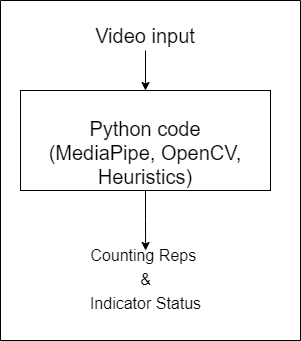 Video input
Python code
(MediaPipe, OpenCV,
Heuristics)
Counting Reps
&
Indicator Status